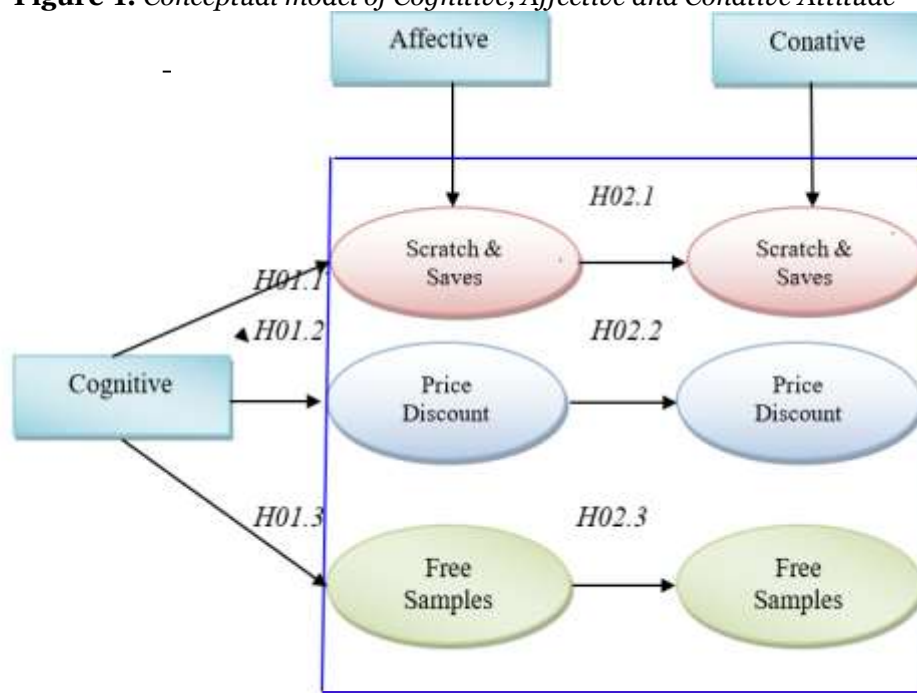 Figure 1. Conceptual model of Cognitive, Affective and Conative Attitude
Affective
Conative
H02.1
Scratch &
Saves
Scratch &
Saves
H01.1
H01.2
H02.2
Cognitive
Price
Discount
Price
Discount
H01.3
H02.3
Free
Samples
Free
Samples